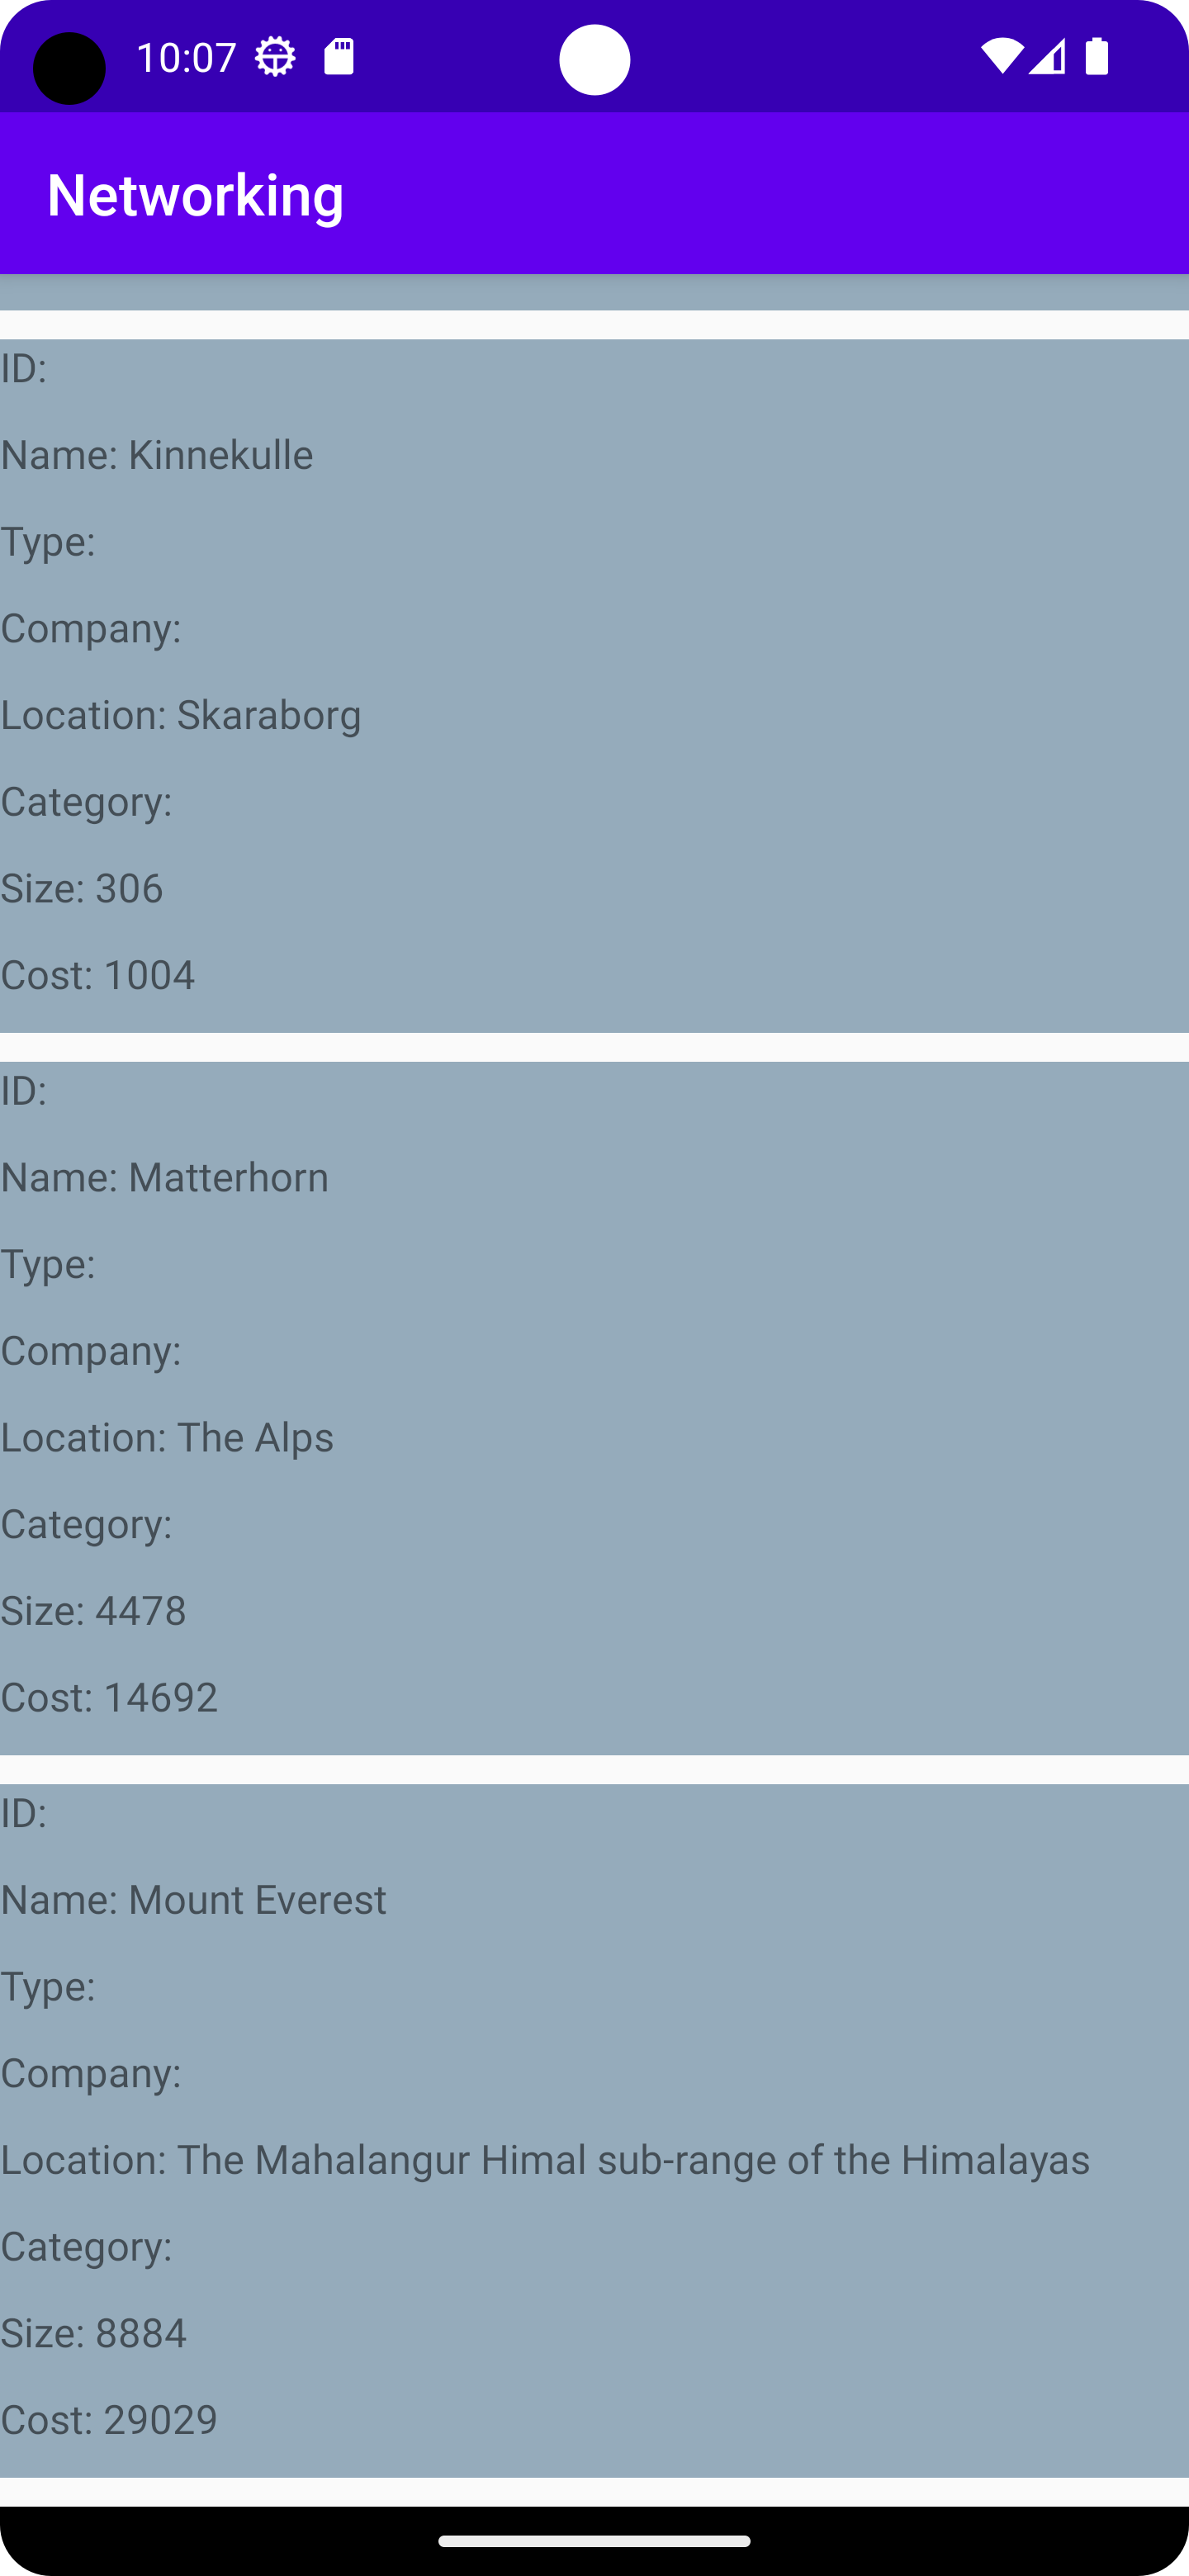 10:07
Networking
ID:
Name: Kinnekulle
Type:
Company:
Location: Skaraborg
Category:
Size: 306
Cost: 1004
ID:
Name: Matterhorn
Type:
Company:
Location: The Alps
Category:
Size: 4478
Cost: 14692
ID:
Name: Mount Everest
Type:
Company:
Location: The Mahalangur Himal sub-range of the Himalayas
Category:
Size: 8884
Cost: 29029